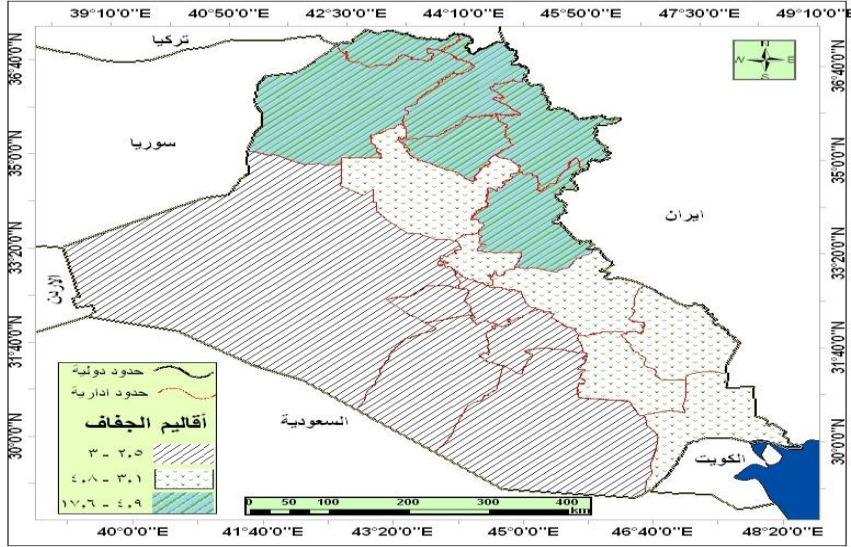 39°10'0"E 40°50'0"E 42°30'0"E 44°10'0"E 45°50'0"E 47°30'0"E 49°10'0"E
36°40'0"N
35°0'0"N
33°20'0"N
31°40'0"N
30°0'0"N
تركيا
سوريا
ايران
الاردن
السعودية
الكويت
N
W E
S
36°40'0"N
35°0'0"N
33°20'0"N
31°40'0"N
30°0'0"N
حدود دولية
حدود ادارية
أقاليم الجفاف
٢.٥ - ٣
٣.١ - ٤.٨
٤.٩ - ١٧.٦
0 50 100 200 300 400
km
40°0'0"E 41°40'0"E 43°20'0"E 45°0'0"E 46°40'0"E 48°20'0"E